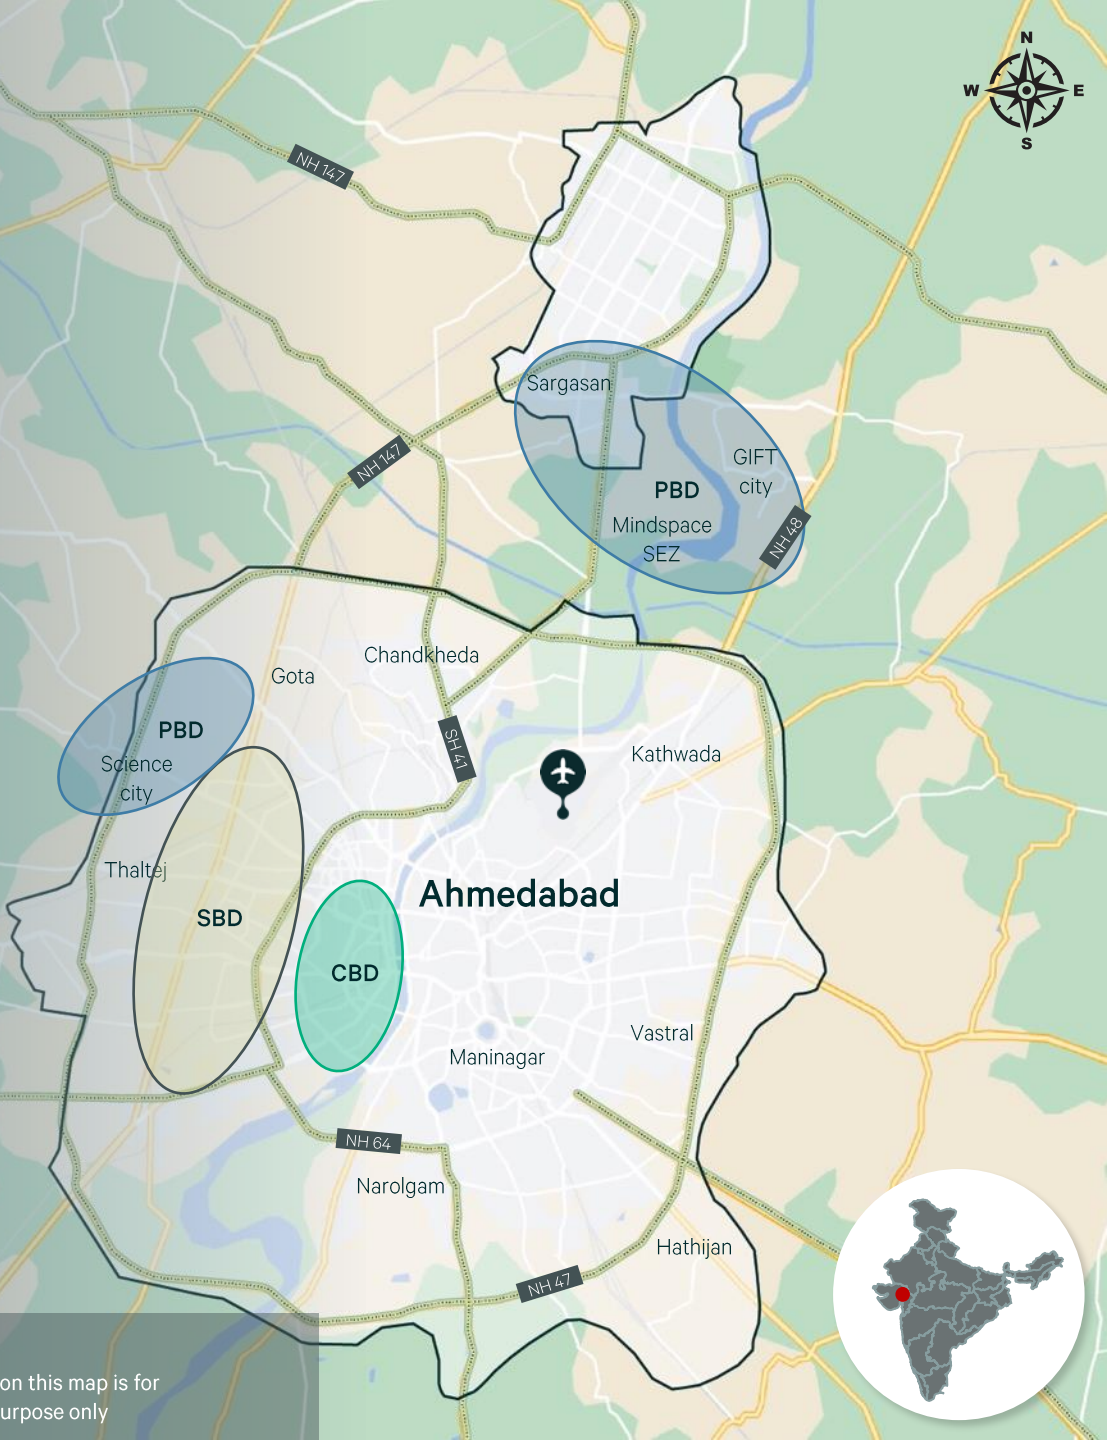 N
W E
S
NH 147
Sargasan
NH 147
GIFT
city
PBD
Mindspace
SEZ
NH 48
Chandkheda
Gota
PBD
Science
city
SH 41
Kathwada
Thaltej
Ahmedabad
SBD
CBD
Vastral
Maninagar
NH 64
Narolgam
Hathijan
NH 47
on this map is for
urpose only